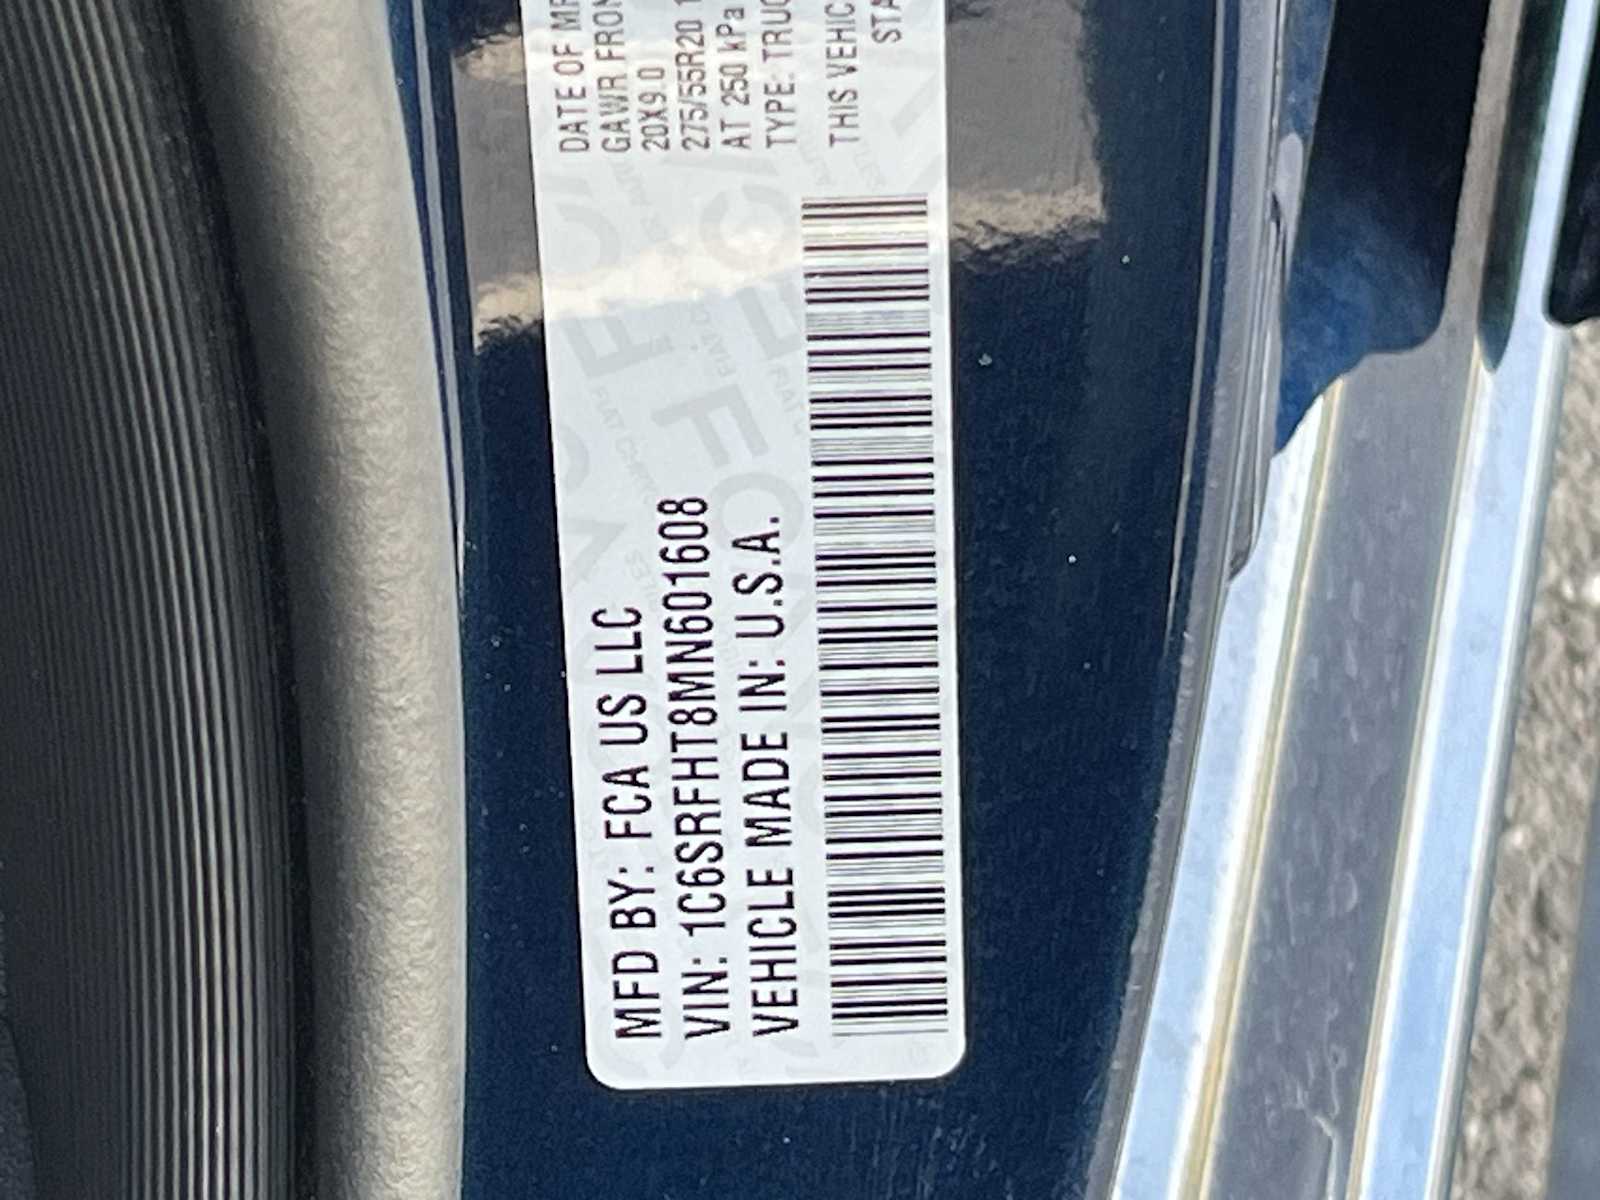 MFD BY: FCA US LLC
VIN: 1C6SRFHT8MN601608
VEHICLE MADE IN: U.S.A.
DATE OF
GAWR FRON
20X9.0
275/55R20
AT 250 kPa
TYPE: TRUC
THIS VEHIC
STA